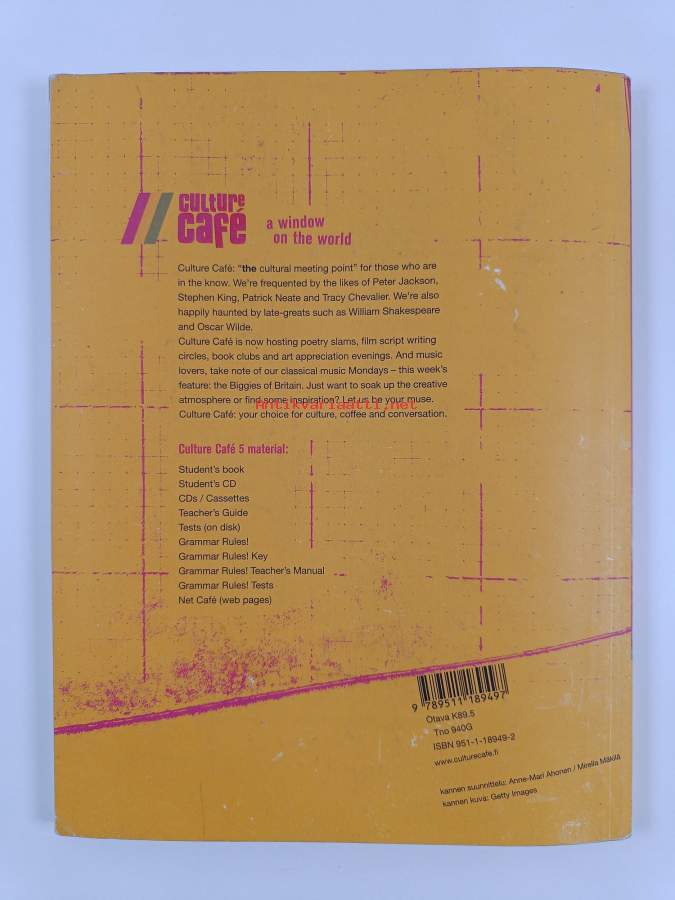 culture
café
a window
on the world
Culture Café: "the cultural meeting point" for those who are
in the know. We're frequented by the likes of Peter Jackson,
Stephen King, Patrick Neate and Tracy Chevalier. We're also
happily haunted by late-greats such as William Shakespeare
and Oscar Wilde.
Culture Café is now hosting poetry slams, film script writing
circles, book clubs and art appreciation evenings. And music
lovers, take note of our classical music Mondays – this week's
feature: the Biggies of Britain. Just want to soak up the creative
atmosphere or find some inspiration? Let us be your muse.
Antikvariaatti.net
Culture Café: your choice for culture, coffee and conversation.
Culture Café 5 material:
Student's book
Student's CD
CDs / Cassettes
Teacher's Guide
Tests (on disk)
Grammar Rules!
Grammar Rules! Key
Grammar Rules! Teacher's Manual
Grammar Rules! Tests
Net Café (web pages)
9 789511 189497
Otava K89.5
Tno 940G
ISBN 951-1-18949-2
www.culturecafe.fi
kannen suunnittelu: Anne-Mari Ahonen / Mirella Mäkilä
kannen kuva: Getty Images